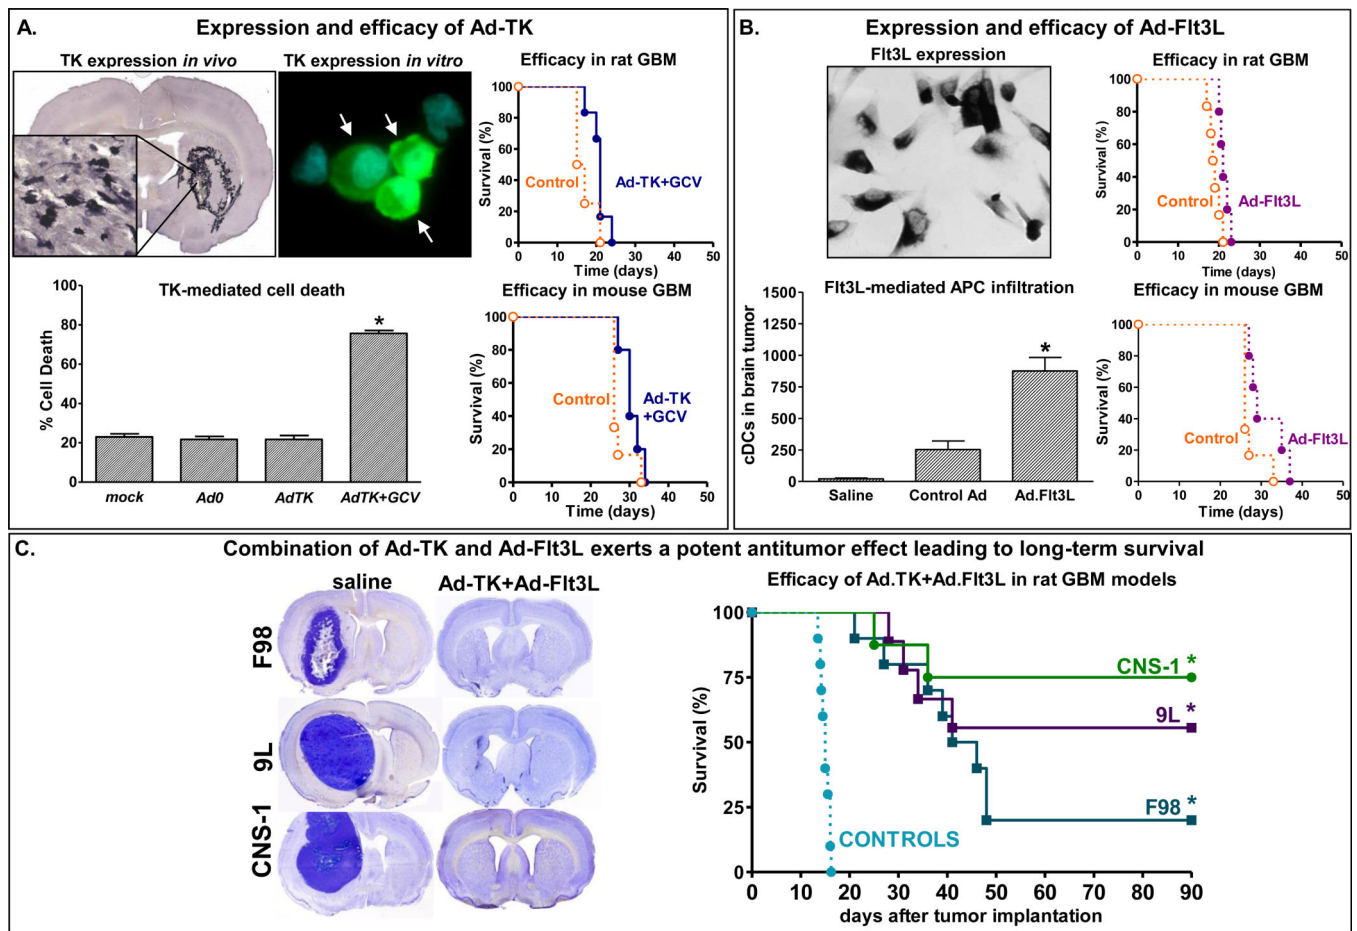 A. Expression and efficacy of Ad-TK
TK expression in vivo
TK expression in vitro
Efficacy in rat GBM
Survival (%)
100
80
60
40
20
0
Control
Ad-TK+GCV
0 10 20 30 40 50
Time (days)
TK-mediated cell death
% Cell Death
100
80
60
40
20
0
*
mock Ad0 AdTK AdTK+GCV
Efficacy in mouse GBM
Survival (%)
100
80
60
40
20
0
Control
Ad-TK
+GCV
0 10 20 30 40 50
Time (days)
B. Expression and efficacy of Ad-Flt3L
Flt3L expression
Efficacy in rat GBM
Survival (%)
100
80
60
40
20
0
Control
Ad-Flt3L
0 10 20 30 40 50
Time (days)
Flt3L-mediated APC infiltration
cDCs in brain tumor
1500
1250
1000
750
500
250
0
*
Saline Control Ad Ad.Flt3L
Efficacy in mouse GBM
Survival (%)
100
80
60
40
20
0
Control
Ad-Flt3L
0 10 20 30 40 50
Time (days)
C. Combination of Ad-TK and Ad-Flt3L exerts a potent antitumor effect leading to long-term survival
saline
Ad-TK+Ad-Flt3L
F98
9L
CNS-1
Efficacy of Ad.TK+Ad.Flt3L in rat GBM models
Survival (%)
100
75
50
25
0
CNS-1 *
9L *
F98 *
CONTROLS
0 10 20 30 40 50 60 70 80 90
days after tumor implantation